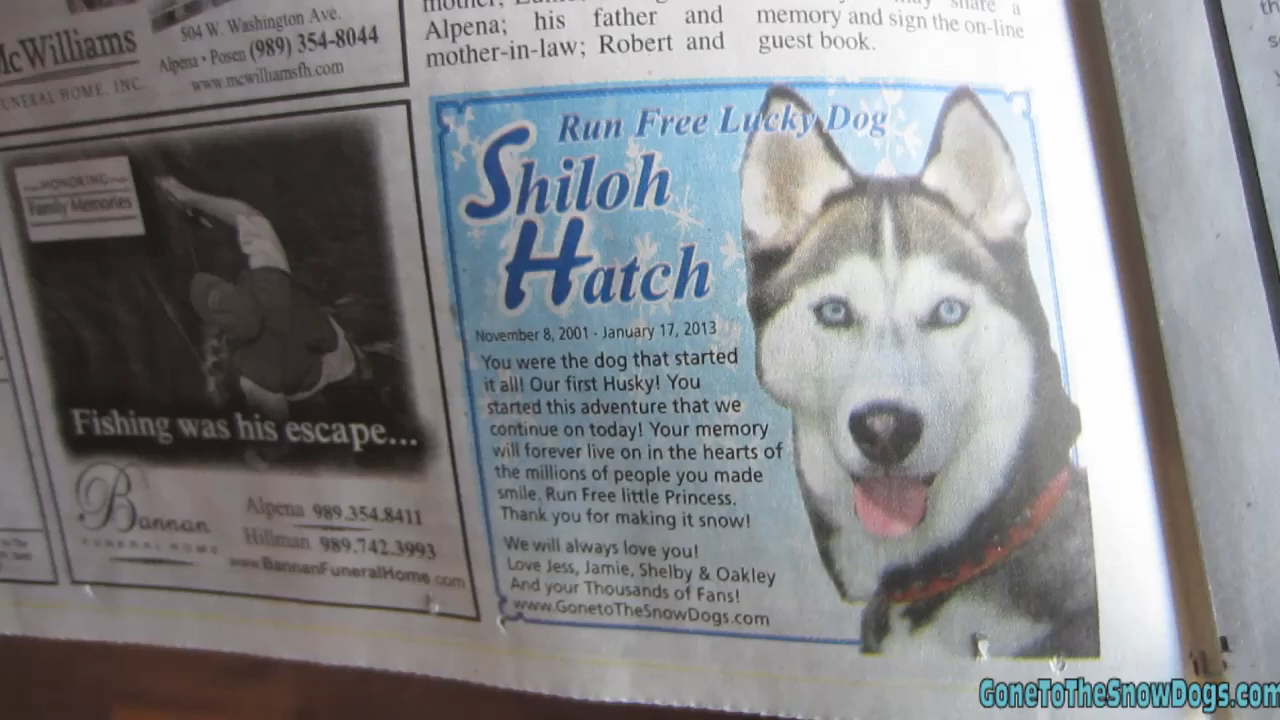 McWilliams
FUNERAL HOME, INC.
504 W. Washington Ave.
Alpena • Posen (989) 354-8044
www.mcwilliamsfh.com
Alpena; his father and
mother-in-law; Robert and
share a
memory and sign the on-line
guest book.
HONORING
Family Memories
Fishing was his escape...
Bannan
FUNERAL HOME
Alpena 989.354.8411
Hillman 989.742.3993
www.BannanFuneralHome.com
Run Free Lucky Dog
Shiloh
Hatch
November 8, 2001 - January 17, 2013
You were the dog that started
it all! Our first Husky! You
started this adventure that we
continue on today! Your memory
will forever live on in the hearts of
the millions of people you made
smile. Run Free little Princess.
Thank you for making it snow!
We will always love you!
Love Jess, Jamie, Shelby & Oakley
And your Thousands of Fans!
www.GonetoTheSnowDogs.com
GoneToTheSnowDogs.com